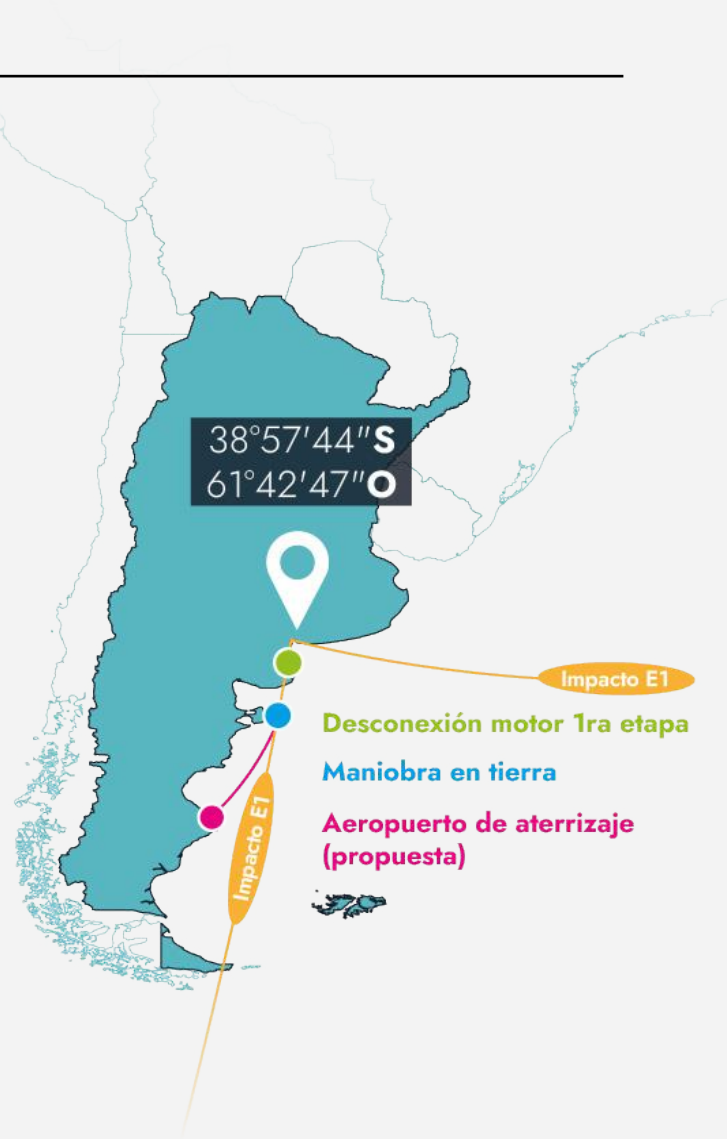 38°57'44"S
61°42'47"O
Impacto E1
Desconexión motor 1ra etapa
Maniobra en tierra
Aeropuerto de aterrizaje
(propuesta)
Impacto E1